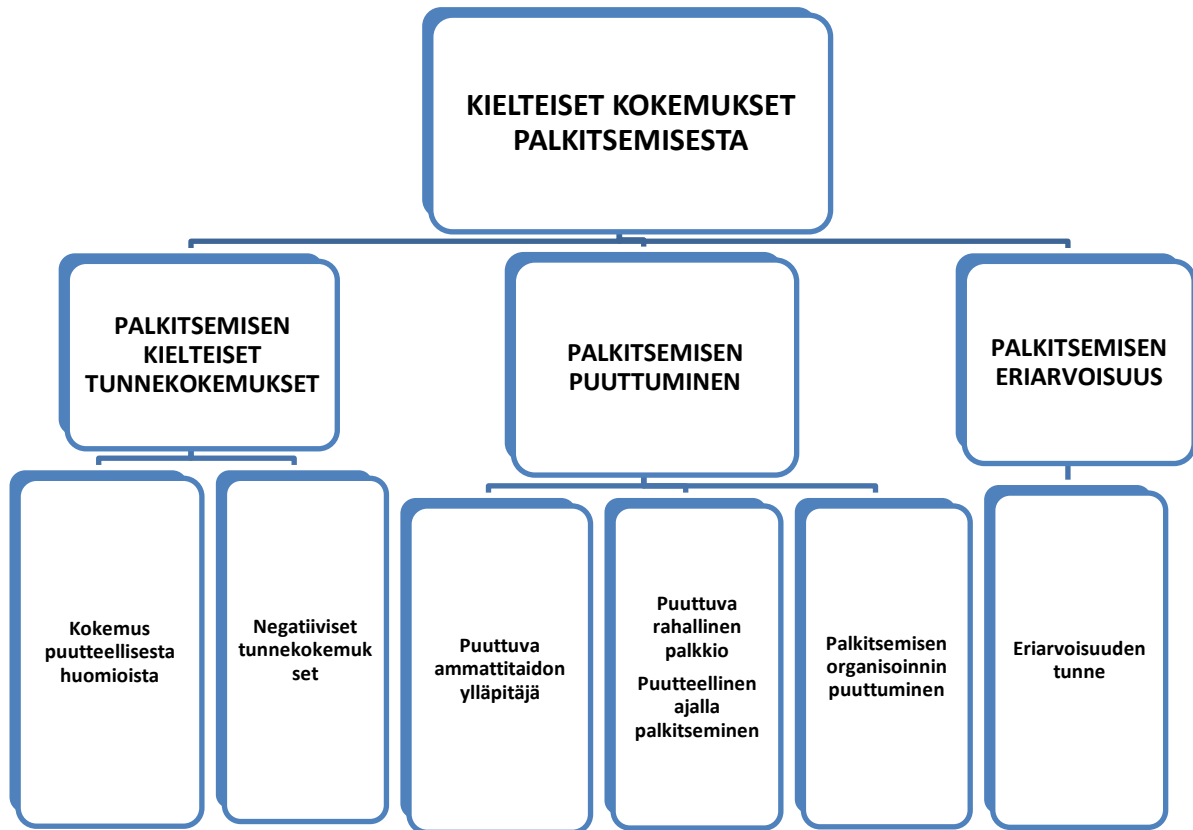 KIELTEISET KOKEMUKSET
PALKITSEMISESTA
PALKITSEMISEN
KIELTEISET
TUNNEKOKEMUKSET
PALKITSEMISEN
PUUTTUMINEN
PALKITSEMISEN
ERIARVOISUUS
Kokemus
puutteellisesta
huomioista
Negatiiviset
tunnekokemuk
set
Puuttuva
ammattitaidon
ylläpitäjä
Puuttuva
rahallinen
palkkio
Puutteellinen
ajalla
palkitseminen
Palkitsemisen
organisoinnin
puuttuminen
Eriarvoisuuden
tunne